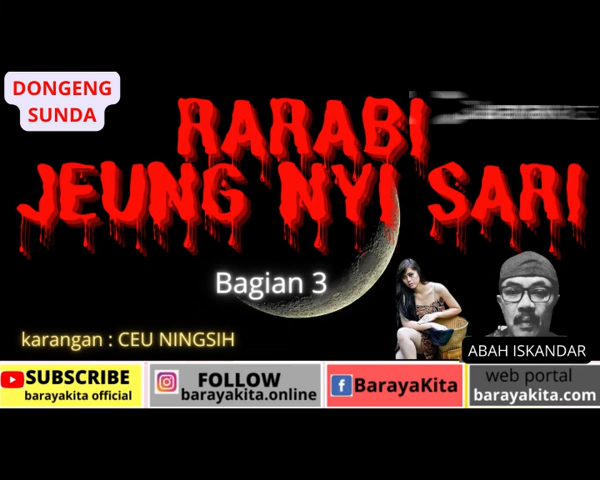 DONGENG
SUNDA
RARABI
JEUNG NYI SARI
Bagian 3
karangan : CEU NINGSIH
ABAH ISKANDAR
SUBSCRIBE
barayakita official
FOLLOW
barayakita.online
BarayaKita
web portal
barayakita.com